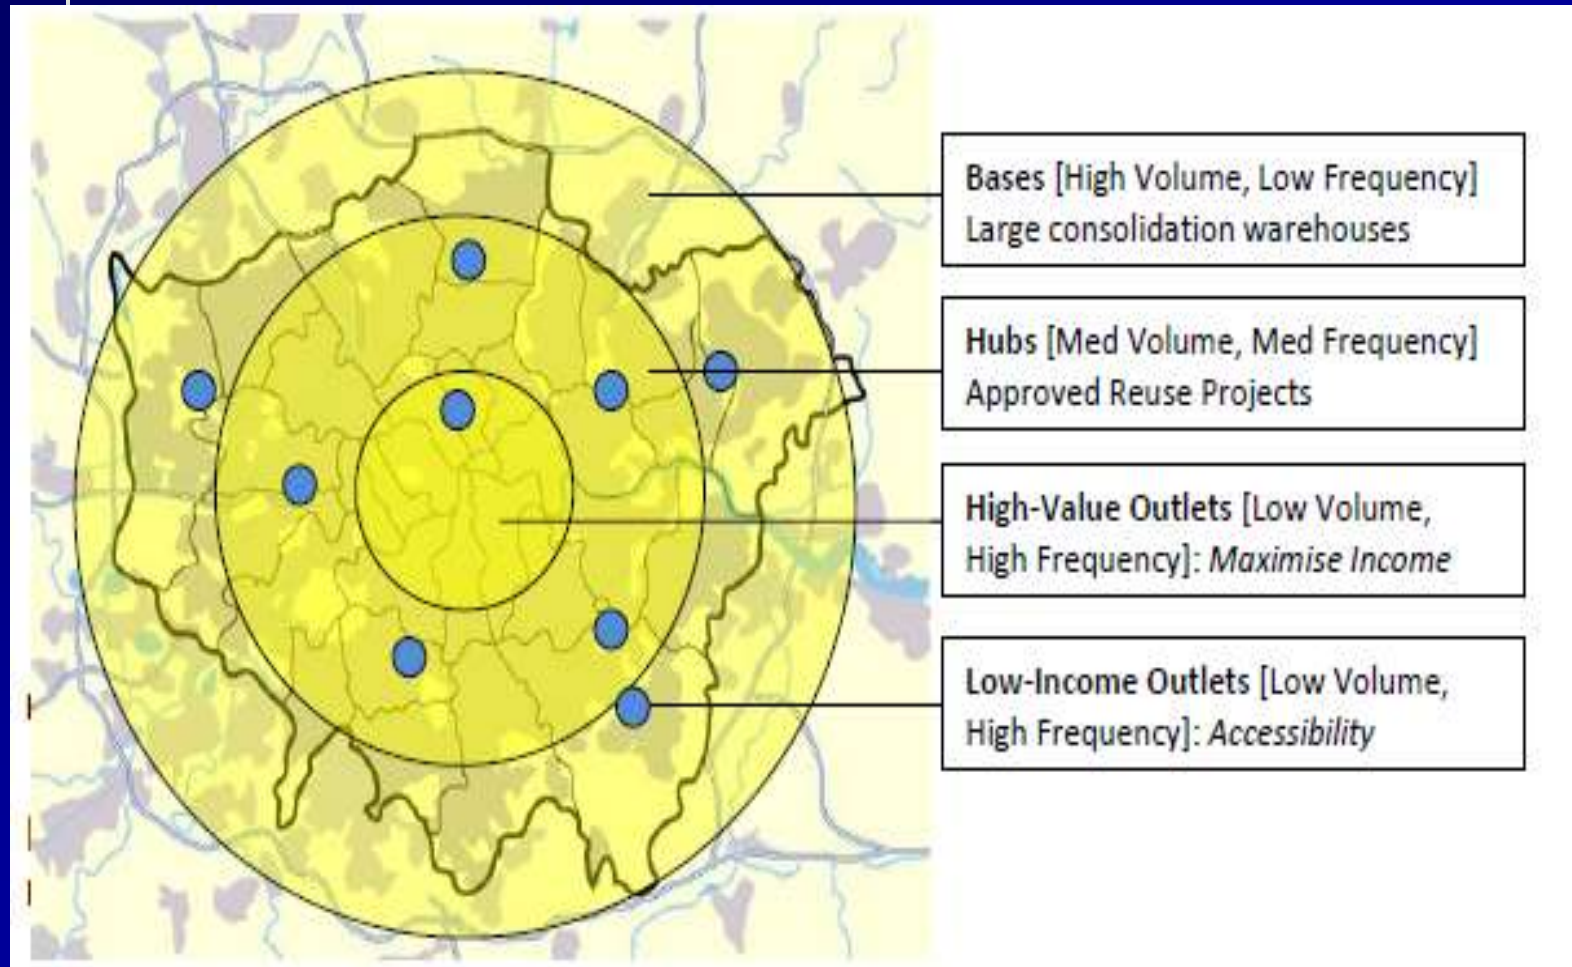 Bases [High Volume, Low Frequency]
Large consolidation warehouses
Hubs [Med Volume, Med Frequency]
Approved Reuse Projects
High-Value Outlets [Low Volume,
High Frequency]: Maximise Income
Low-Income Outlets [Low Volume,
High Frequency]: Accessibility